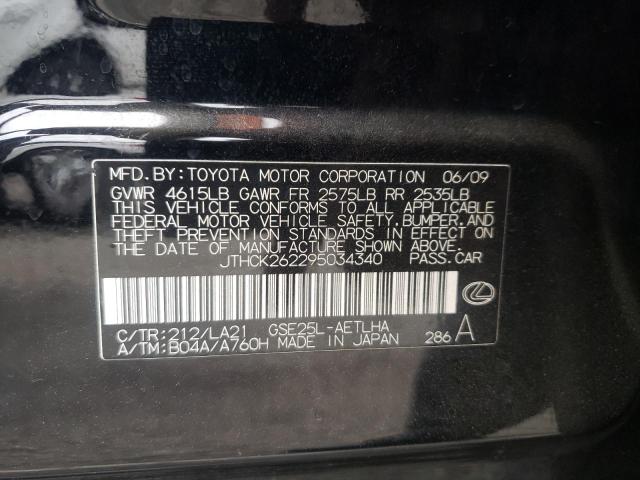 MFD.BY:TOYOTA MOTOR CORPORATION 06/09
GVWR 4615LB GAWR FR 2575LB RR 2535LB
THIS VEHICLE CONFORMS TO ALL APPLICABLE
FEDERAL MOTOR VEHICLE SAFETY,BUMPER,AND
THEFT PREVENTION STANDARDS IN EFFECT ON
THE DATE OF MANUFACTURE SHOWN ABOVE.
JTHCK262295034340 PASS.CAR
C/TR:212/LA21 GSE25L-AETLHA
A/TM:B04A/A760H MADE IN JAPAN 286 A